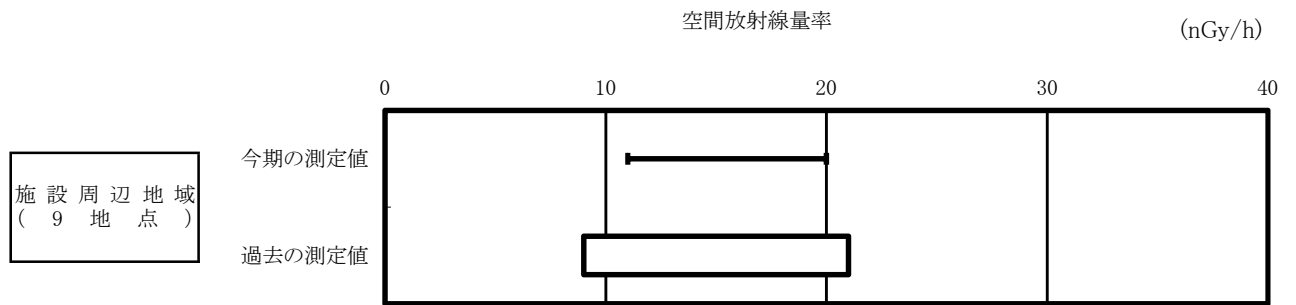 空間放射線量率
(nGy/h)
0 10 20 30 40
今期の測定値
施設周辺地域
( 9 地点 )
過去の測定値